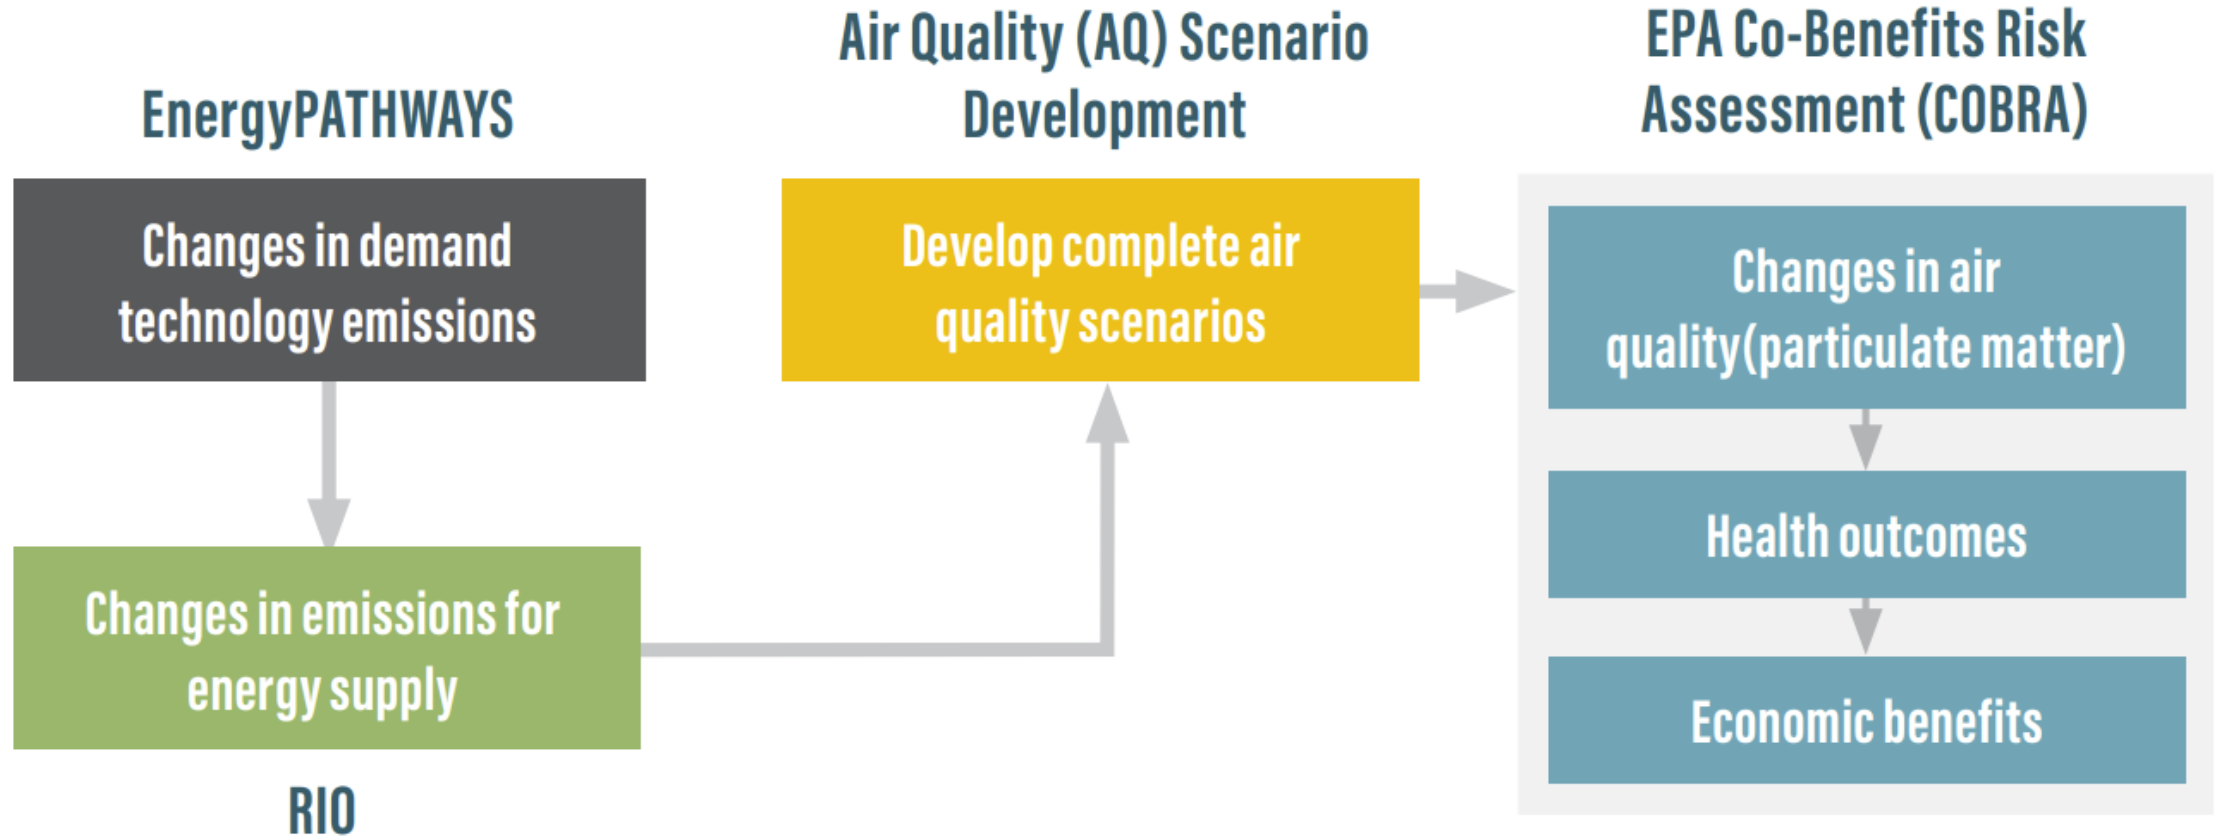 EnergyPATHWAYS
Changes in demand
technology emissions
Changes in emissions for
energy supply
RIO
Air Quality (AQ) Scenario
Development
Develop complete air
quality scenarios
EPA Co-Benefits Risk
Assessment (COBRA)
Changes in air
quality(particulate matter)
Health outcomes
Economic benefits